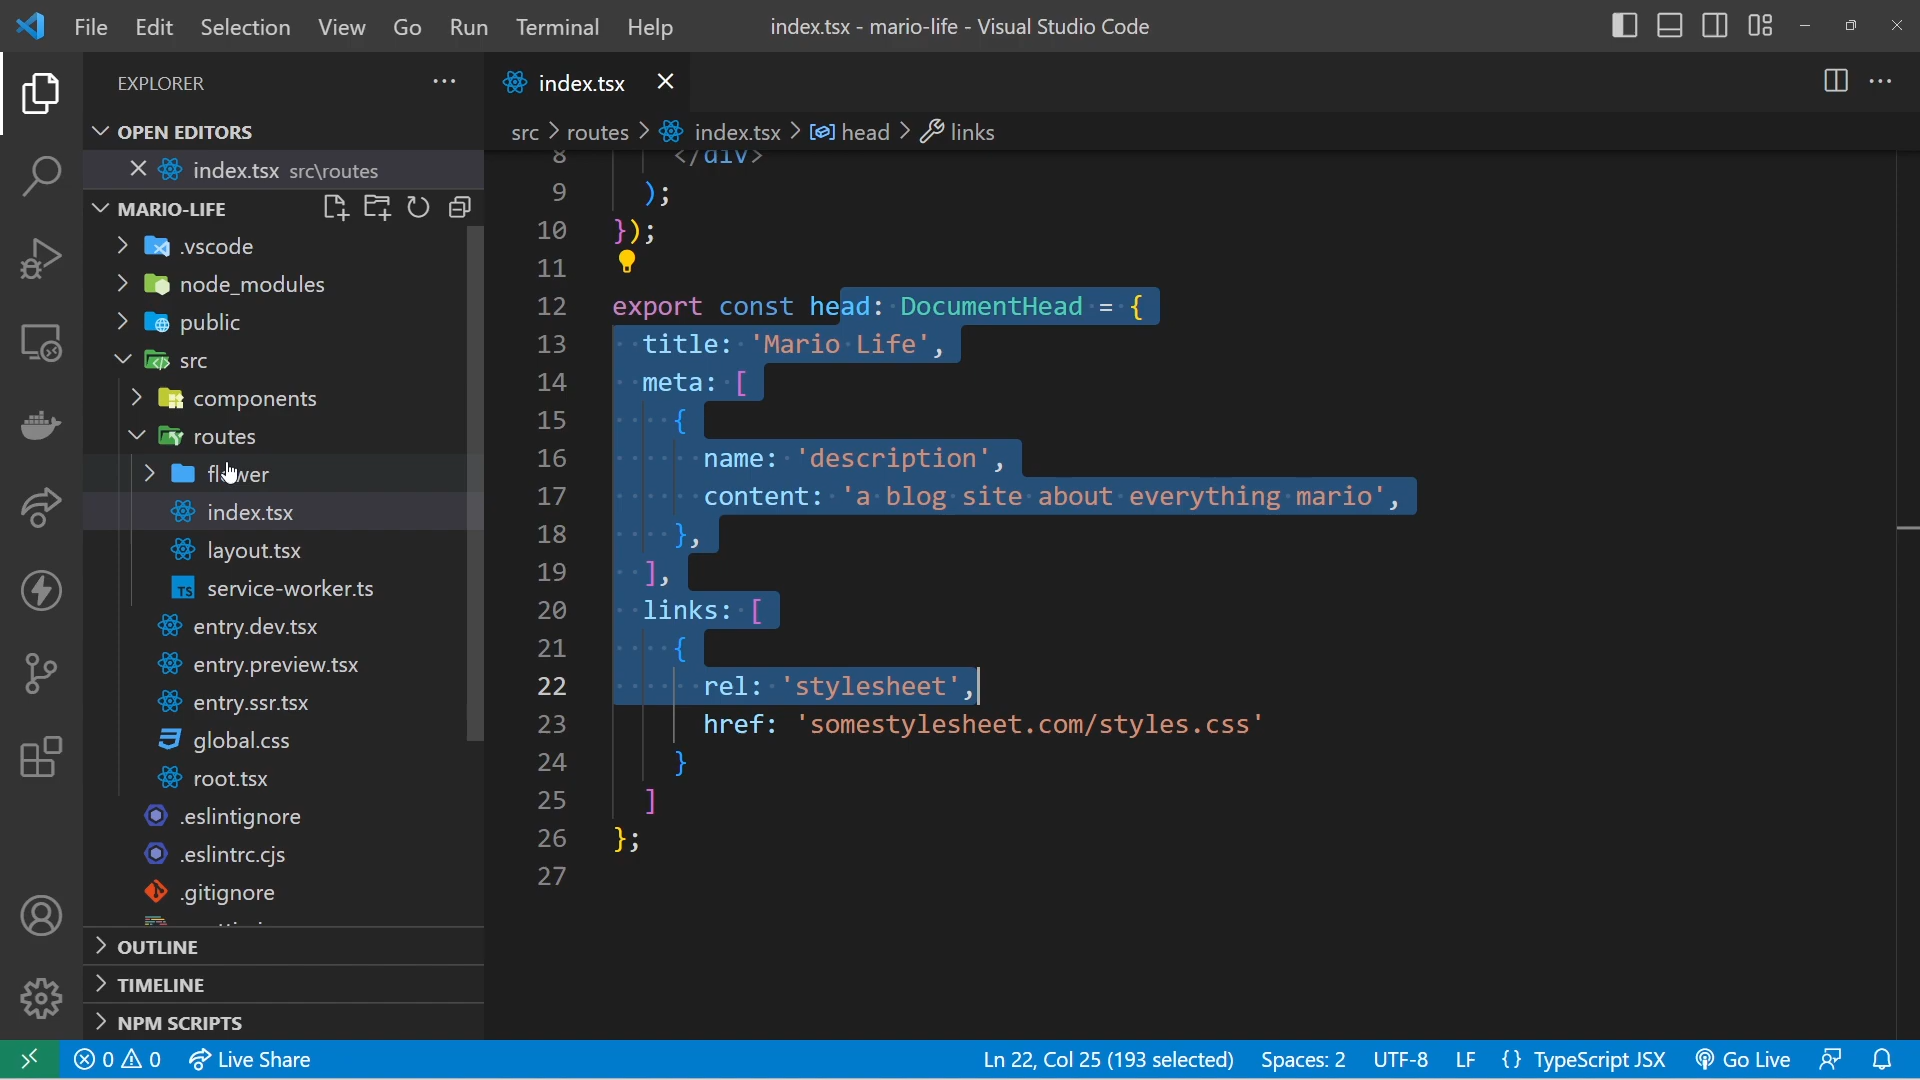 File Edit Selection View Go Run Terminal Help index.tsx - mario-life - Visual Studio Code
EXPLORER
OPEN EDITORS
index.tsx src\routes
MARIO-LIFE
.vscode
node_modules
public
src
components
routes
index.tsx
layout.tsx
service-worker.ts
entry.dev.tsx
entry.preview.tsx
entry.ssr.tsx
global.css
root.tsx
.eslintignore
.eslintrc.cjs
.gitignore
OUTLINE
TIMELINE
NPM SCRIPTS
index.tsx
src > routes > index.tsx > head > links
8 </div>
9 );
10 });
11
12 export const head: DocumentHead = {
13 title: 'Mario Life',
14 meta: [
15 {
16 name: 'description',
17 content: 'a blog site about everything mario',
18 },
19 ],
20 links: [
21 {
22 rel: 'stylesheet',
23 href: 'somestylesheet.com/styles.css'
24 }
25 ]
26 };
27
0 0 Live Share Ln 22, Col 25 (193 selected) Spaces: 2 UTF-8 LF {} TypeScript JSX Go Live